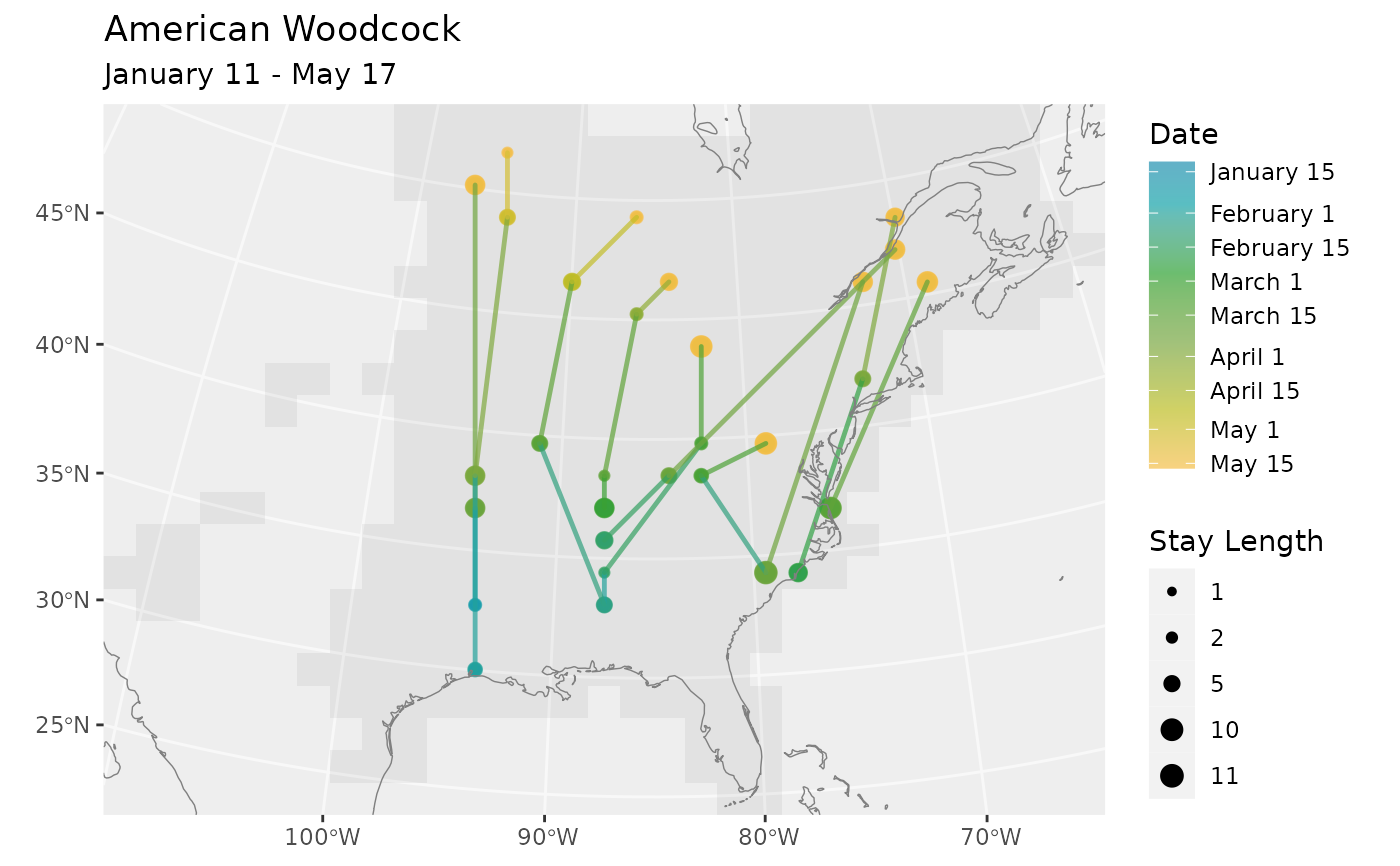 American Woodcock
January 11 - May 17
45°N
40°N
35°N
30°N
25°N
100°W
90°W
80°W
70°W
Date
January 15
February 1
February 15
March 1
March 15
April 1
April 15
May 1
May 15
Stay Length
1
2
5
10
11